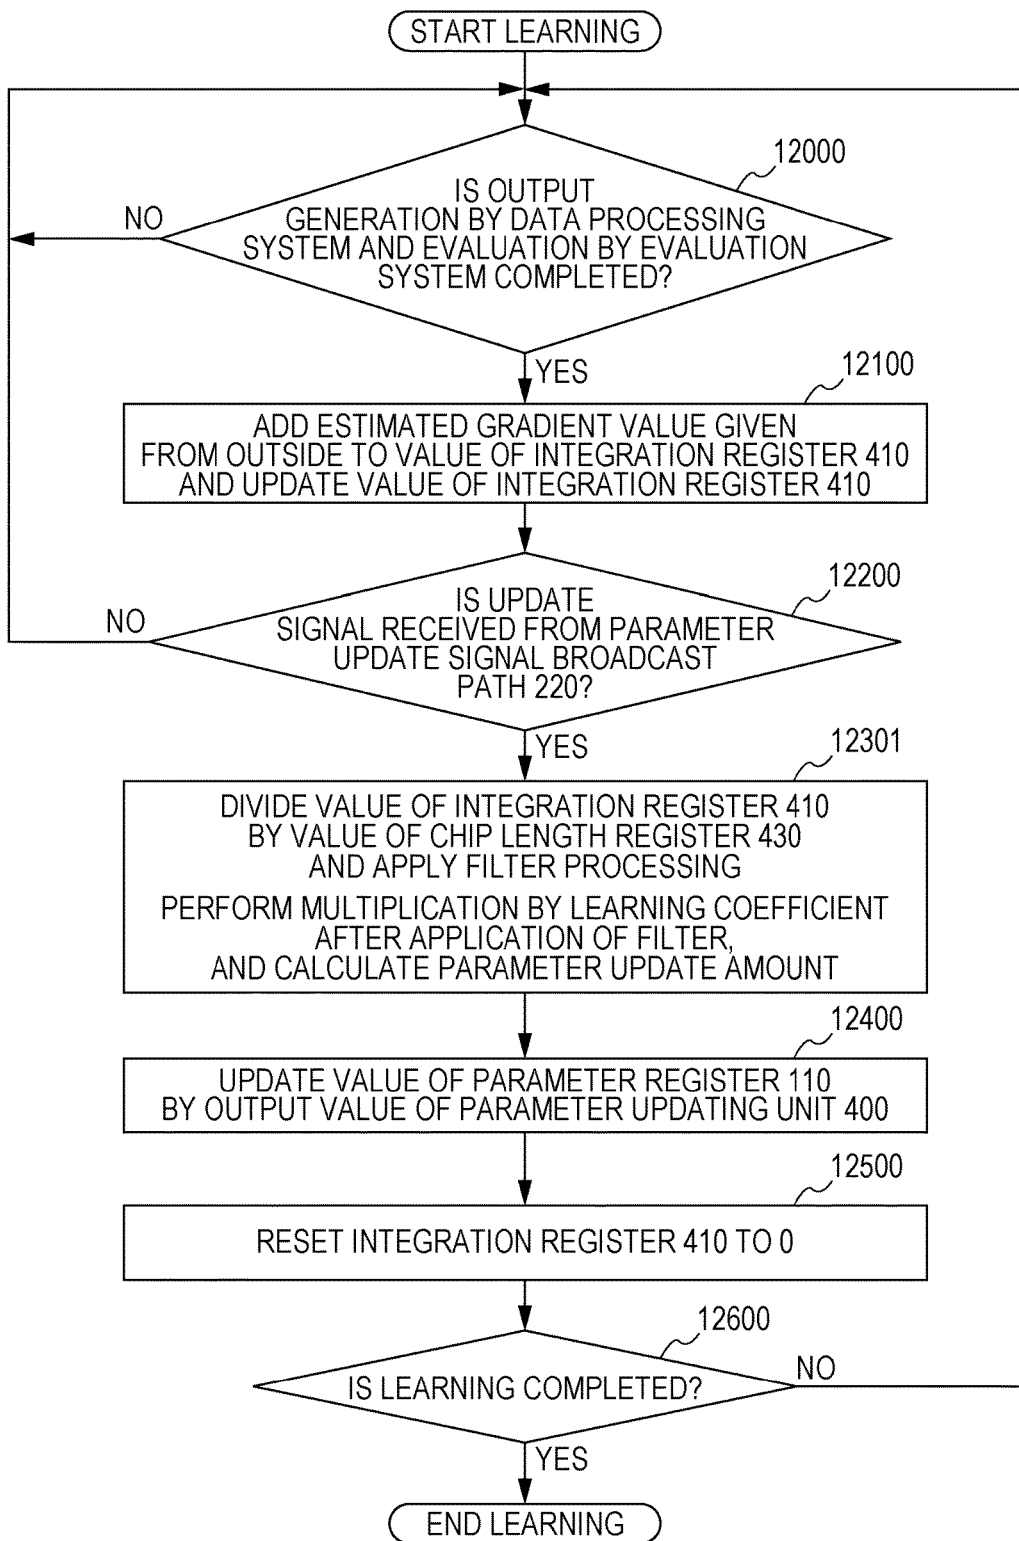 START LEARNING
12000
IS OUTPUT
GENERATION BY DATA PROCESSING
SYSTEM AND EVALUATION BY EVALUATION
SYSTEM COMPLETED?
NO
YES
12100
ADD ESTIMATED GRADIENT VALUE GIVEN
FROM OUTSIDE TO VALUE OF INTEGRATION REGISTER 410
AND UPDATE VALUE OF INTEGRATION REGISTER 410
12200
IS UPDATE
SIGNAL RECEIVED FROM PARAMETER
UPDATE SIGNAL BROADCAST
PATH 220?
NO
YES
12301
DIVIDE VALUE OF INTEGRATION REGISTER 410
BY VALUE OF CHIP LENGTH REGISTER 430
AND APPLY FILTER PROCESSING
PERFORM MULTIPLICATION BY LEARNING COEFFICIENT
AFTER APPLICATION OF FILTER,
AND CALCULATE PARAMETER UPDATE AMOUNT
12400
UPDATE VALUE OF PARAMETER REGISTER 110
BY OUTPUT VALUE OF PARAMETER UPDATING UNIT 400
12500
RESET INTEGRATION REGISTER 410 TO 0
12600
IS LEARNING COMPLETED?
NO
YES
END LEARNING